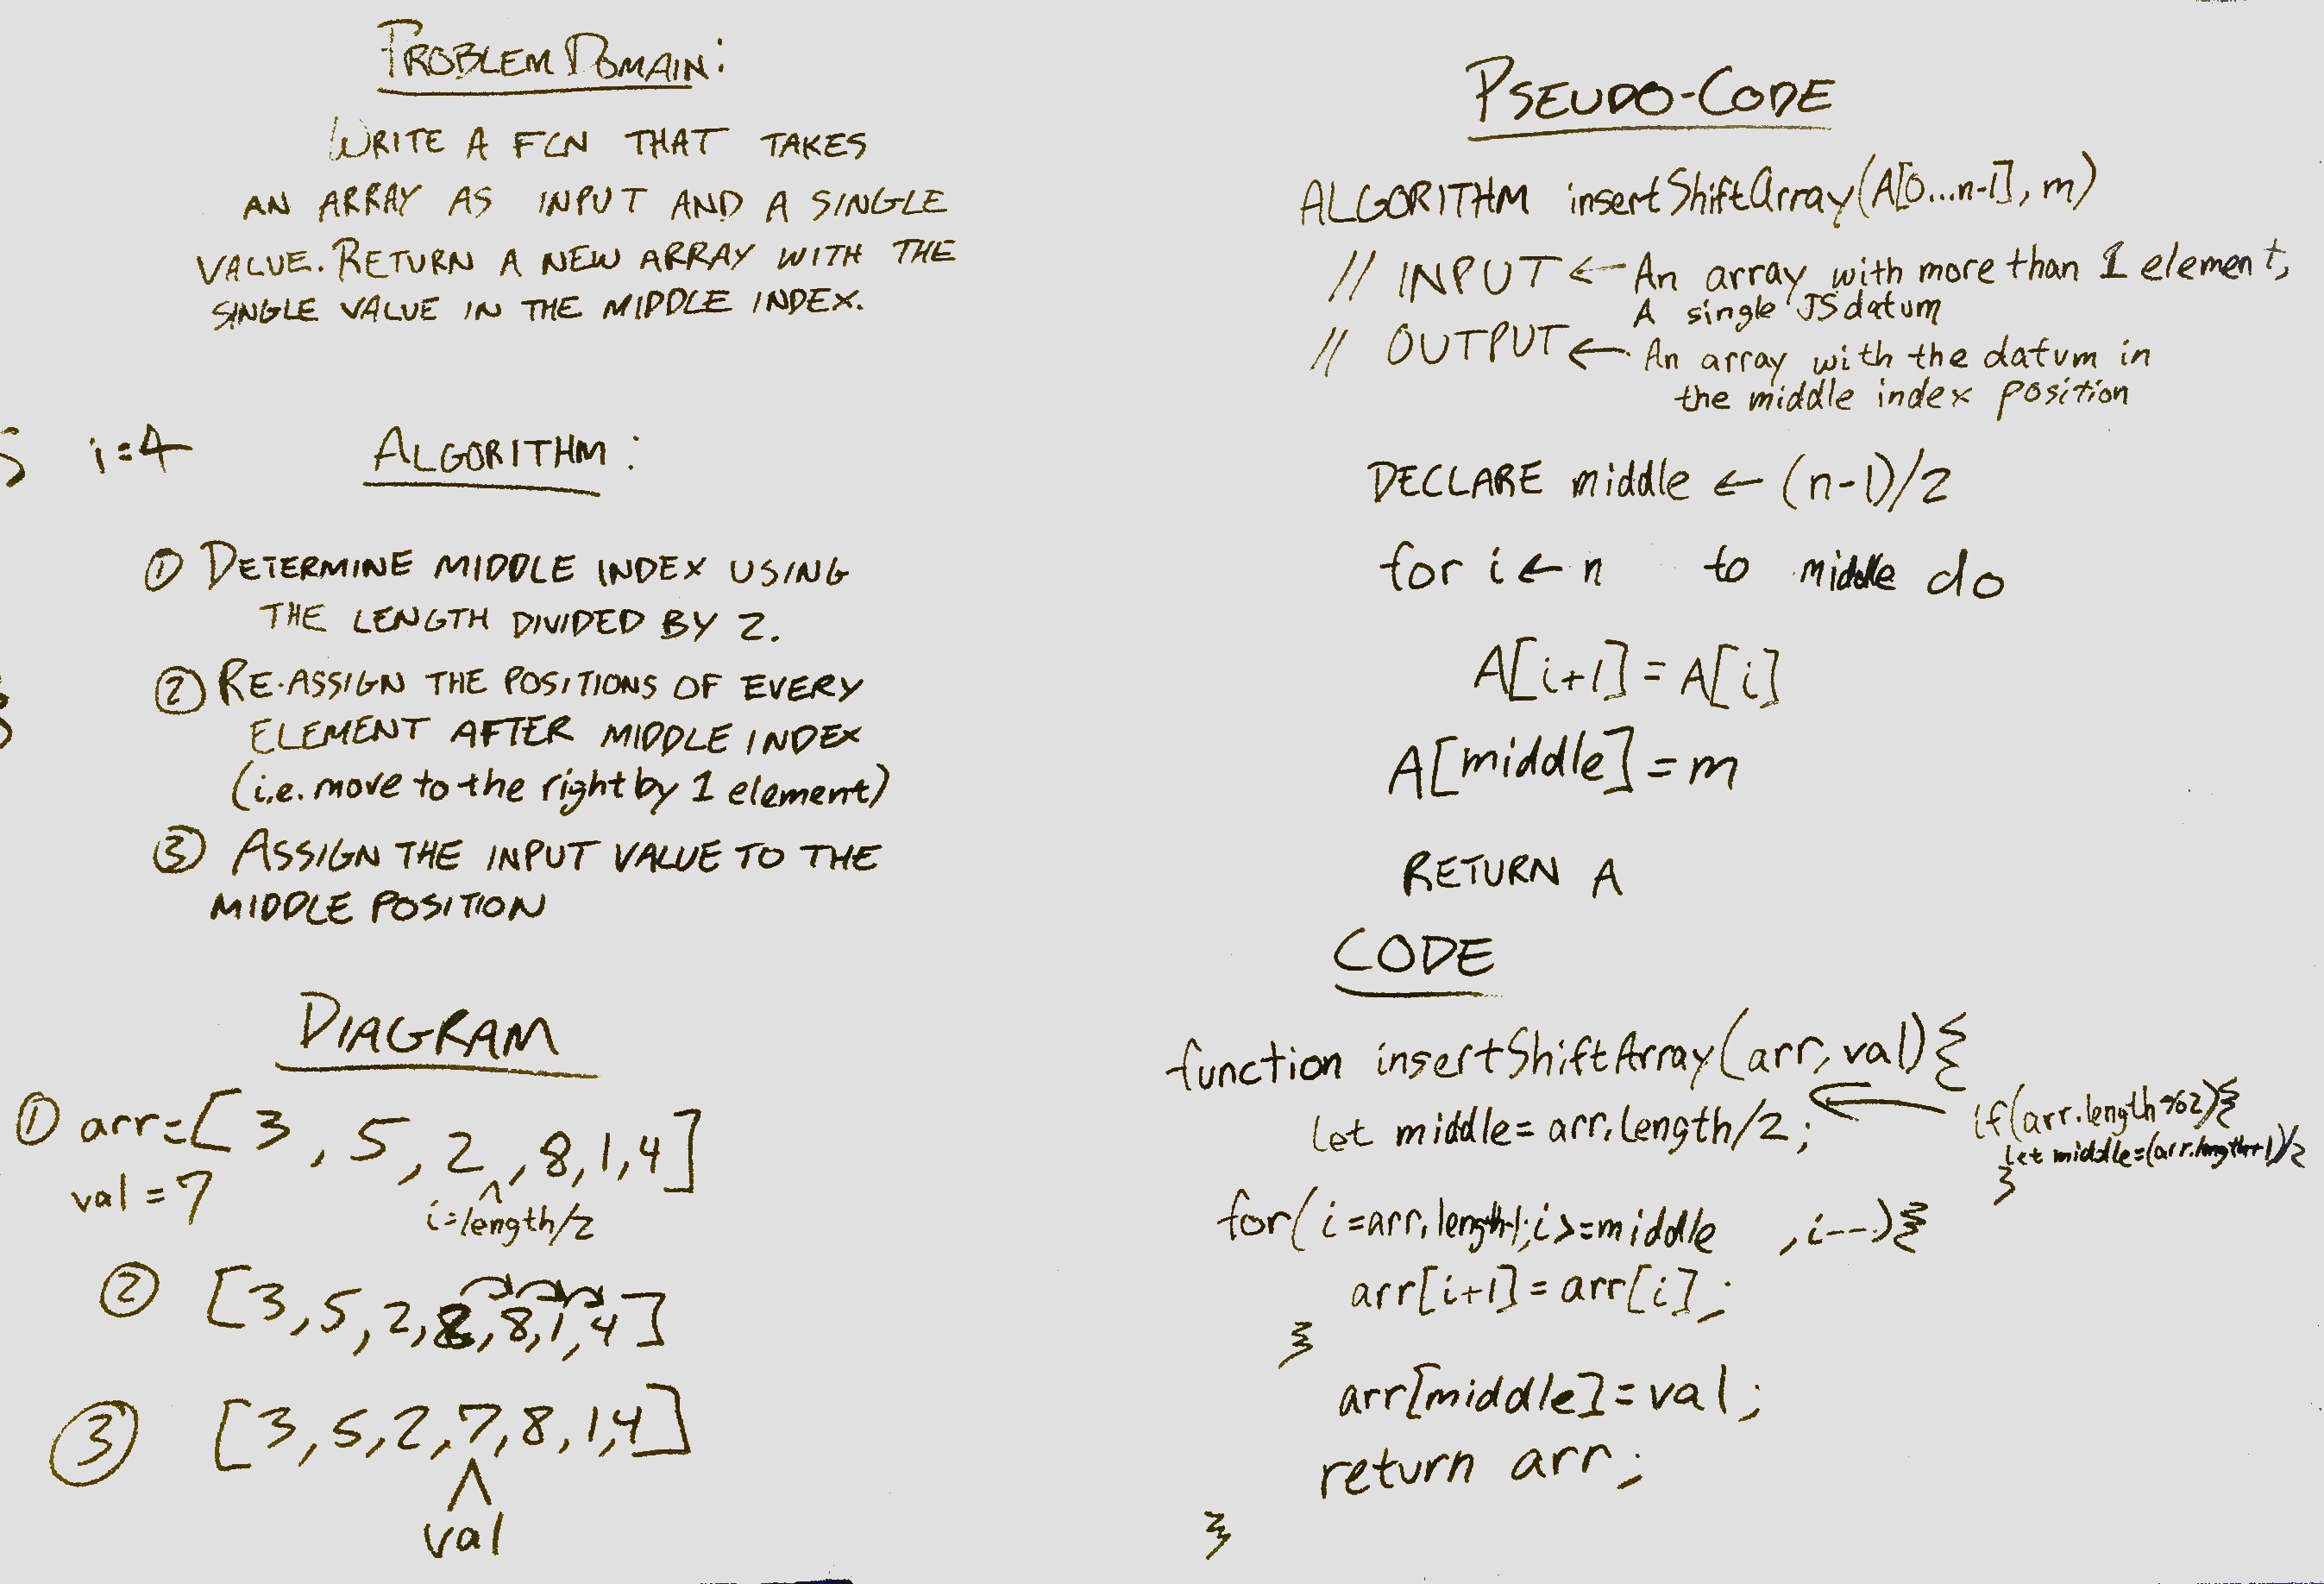 PROBLEM DOMAIN:
WRITE A FCN THAT TAKES
AN ARRAY AS INPUT AND A SINGLE
VALUE. RETURN A NEW ARRAY WITH THE
SINGLE VALUE IN THE MIDDLE INDEX.
5 i=4
ALGORITHM:
① DETERMINE MIDDLE INDEX USING
THE LENGTH DIVIDED BY 2.
② RE-ASSIGN THE POSITIONS OF EVERY
ELEMENT AFTER MIDDLE INDEX
(i.e. move to the right by 1 element)
③ ASSIGN THE INPUT VALUE TO THE
MIDDLE POSITION
DIAGRAM
① arr=[3, 5, 2, 8, 1, 4]
val = 7
i=length/2
② [3, 5, 2, 8, 8, 1, 4]
③ [3, 5, 2, 7, 8, 1, 4]
val
PSEUDO-CODE
ALGORITHM insertShiftArray(A[0...n-1], m)
// INPUT ← An array with more than 1 element,
A single JS datum
// OUTPUT ← An array with the datum in
the middle index position
DECLARE middle ← (n-1)/2
for i ← n to middle do
A[i+1] = A[i]
A[middle] = m
RETURN A
CODE
function insertShiftArray(arr, val){
let middle = arr.length/2;
if(arr.length%2){
let middle=(arr.length+1)/2
}
for(i=arr.length-1; i>=middle , i--){
arr[i+1] = arr[i];
}
arr[middle] = val;
return arr;
}